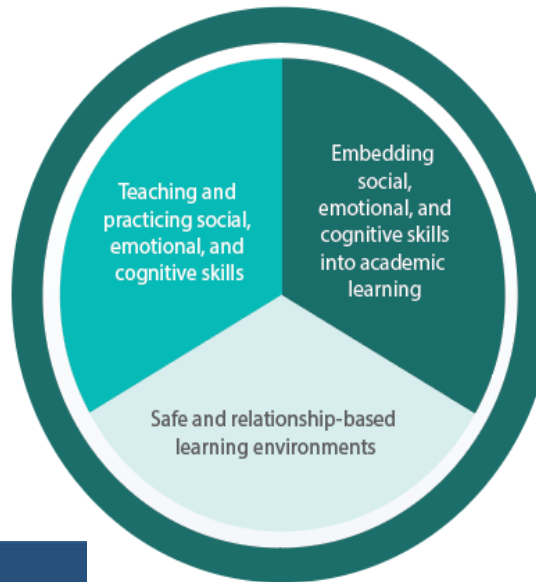 Teaching and
practicing social,
emotional, and
cognitive skills
Embedding
social,
emotional, and
cognitive skills
into academic
learning
Safe and relationship-based
learning environments